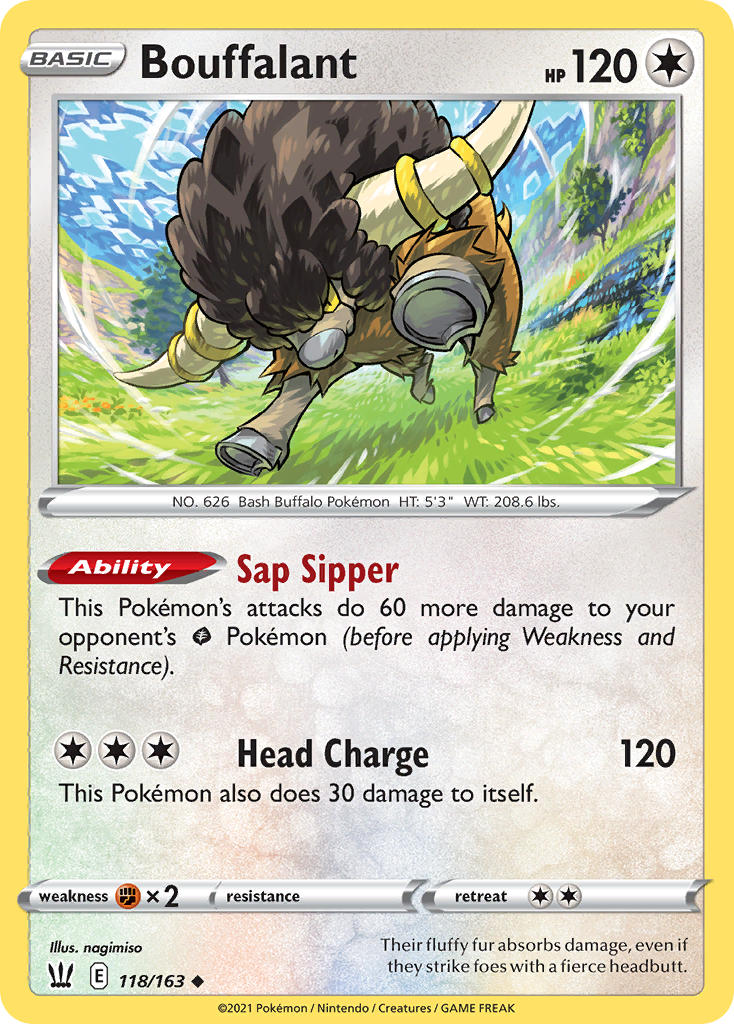 BASIC
Bouffalant
HP 120
NO. 626 Bash Buffalo Pokémon HT: 5'3" WT: 208.6 lbs.
Ability Sap Sipper
This Pokémon's attacks do 60 more damage to your
opponent's Pokémon (before applying Weakness and
Resistance).
Head Charge 120
This Pokémon also does 30 damage to itself.
weakness ×2 resistance retreat
Illus. nagimiso
E 118/163
Their fluffy fur absorbs damage, even if
they strike foes with a fierce headbutt.
©2021 Pokémon / Nintendo / Creatures / GAME FREAK